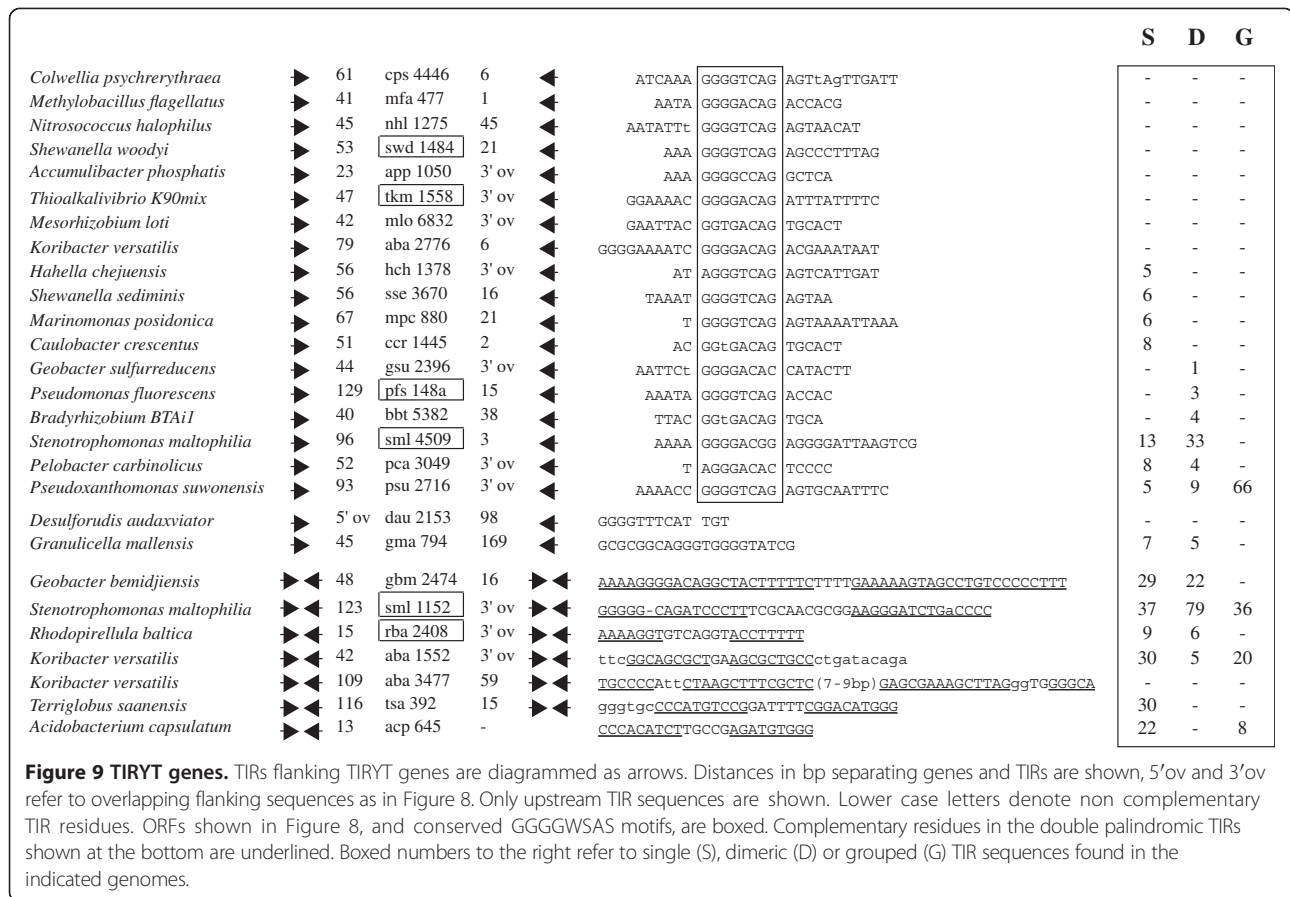 S D G
Colwellia psychrerythraea 61 cps 4446 6 ATCAAA GGGGTCAG AGTtAgTTGATT - - -
Methylobacillus flagellatus 41 mfa 477 1 AATA GGGGACAG ACCACG - - -
Nitrosococcus halophilus 45 nhl 1275 45 AATATTt GGGGTCAG AGTAACAT - - -
Shewanella woodyi 53 swd 1484 21 AAA GGGGTCAG AGCCCTTTAG - - -
Accumulibacter phosphatis 23 app 1050 3' ov AAA GGGGCCAG GCTCA - - -
Thioalkalivibrio K90mix 47 tkm 1558 3' ov GGAAAAC GGGGACAG ATTTATTTTC - - -
Mesorhizobium loti 42 mlo 6832 3' ov GAATTAC GGTGACAG TGCACT - - -
Koribacter versatilis 79 aba 2776 6 GGGGAAAATC GGGGACAG ACGAAATAAT - - -
Hahella chejuensis 56 hch 1378 3' ov AT AGGGTCAG AGTCATTGAT 5 - -
Shewanella sediminis 56 sse 3670 16 TAAAT GGGGTCAG AGTAA 6 - -
Marinomonas posidonica 67 mpc 880 21 T GGGGTCAG AGTAAAATTAAA 6 - -
Caulobacter crescentus 51 ccr 1445 2 AC GGtGACAG TGCACT 8 - -
Geobacter sulfurreducens 44 gsu 2396 3' ov AATTCt GGGGACAC CATACTT - 1 -
Pseudomonas fluorescens 129 pfs 148a 15 AAATA GGGGTCAG ACCAC - 3 -
Bradyrhizobium BTAi1 40 bbt 5382 38 TTAC GGtGACAG TGCA - 4 -
Stenotrophomonas maltophilia 96 sml 4509 3 AAAA GGGGACGG AGGGGATTAAGTCG 13 33 -
Pelobacter carbinolicus 52 pca 3049 3' ov T AGGGACAC TCCCC 8 4 -
Pseudoxanthomonas suwonensis 93 psu 2716 3' ov AAAACC GGGGTCAG AGTGCAATTTC 5 9 66
Desulforudis audaxviator 5' ov dau 2153 98 GGGGTTTCAT TGT - - -
Granulicella mallensis 45 gma 794 169 GCGCGGCAGGGTGGGGTATCG 7 5 -
Geobacter bemidjiensis 48 gbm 2474 16 AAAAGGGGACAGGCTACTTTTTCTTTTGAAAAAGTAGCCTGTCCCCCTTT 29 22 -
Stenotrophomonas maltophilia 123 sml 1152 3' ov GGGGG-CAGATCCCTTTCGCAACGCGGAAGGGATCTGaCCCC 37 79 36
Rhodopirellula baltica 15 rba 2408 3' ov AAAAGGTGTCAGGTACCTTTTT 9 6 -
Koribacter versatilis 42 aba 1552 3' ov ttcGGCAGCGCTGAAGCGCTGCCctgatacaga 30 5 20
Koribacter versatilis 109 aba 3477 59 TGCCCCAttCTAAGCTTTCGCTC(7-9bp)GAGCGAAAGCTTAGggTGGGGCA - - -
Terriglobus saanensis 116 tsa 392 15 gggtgcCCCATGTCCGGATTTTCGGACATGGG 30 - -
Acidobacterium capsulatum 13 acp 645 - CCCACATCTTGCCGAGATGTGGG 22 - 8
Figure 9 TIRYT genes. TIRs flanking TIRYT genes are diagrammed as arrows. Distances in bp separating genes and TIRs are shown, 5′ov and 3′ov
refer to overlapping flanking sequences as in Figure 8. Only upstream TIR sequences are shown. Lower case letters denote non complementary
TIR residues. ORFs shown in Figure 8, and conserved GGGGWSAS motifs, are boxed. Complementary residues in the double palindromic TIRs
shown at the bottom are underlined. Boxed numbers to the right refer to single (S), dimeric (D) or grouped (G) TIR sequences found in the
indicated genomes.